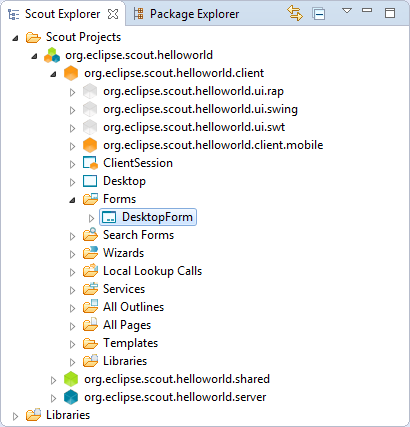 Scout Explorer Package Explorer
Scout Projects
org.eclipse.scout.helloworld
org.eclipse.scout.helloworld.client
org.eclipse.scout.helloworld.ui.rap
org.eclipse.scout.helloworld.ui.swing
org.eclipse.scout.helloworld.ui.swt
org.eclipse.scout.helloworld.client.mobile
ClientSession
Desktop
Forms
DesktopForm
Search Forms
Wizards
Local Lookup Calls
Services
All Outlines
All Pages
Templates
Libraries
org.eclipse.scout.helloworld.shared
org.eclipse.scout.helloworld.server
Libraries